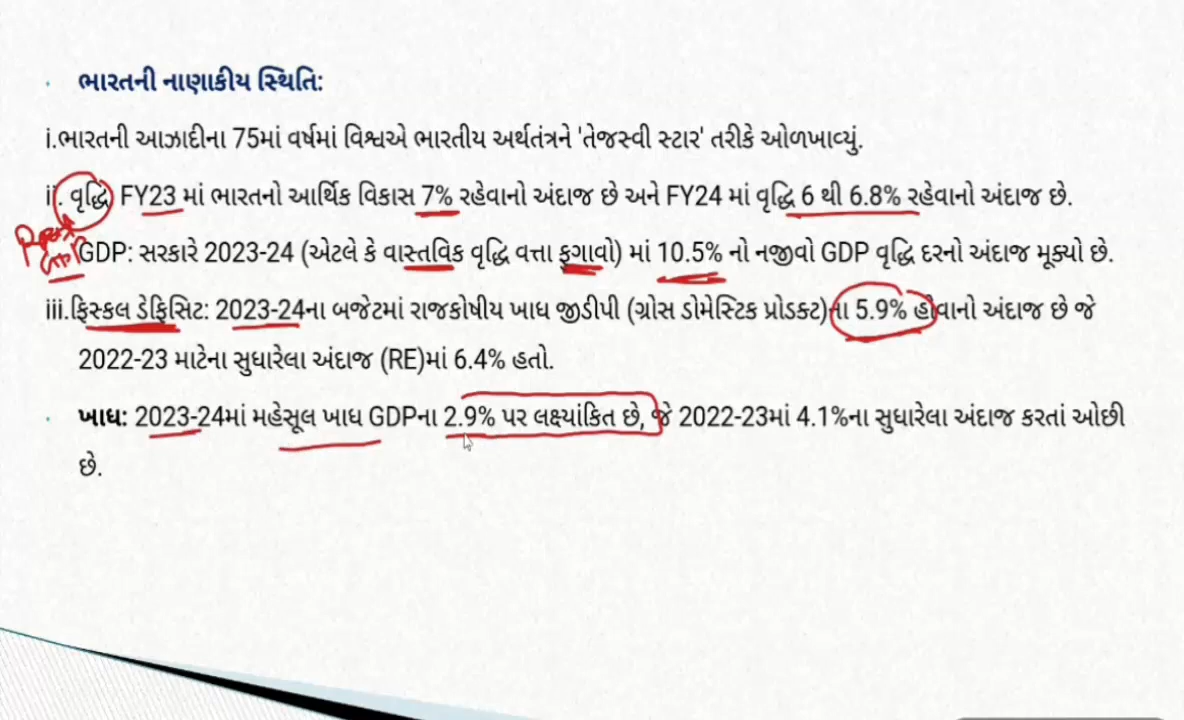 • ભારતની નાણાકીય સ્થિતિ:
i.ભારતની આઝાદીના 75માં વર્ષમાં વિશ્વએ ભારતીય અર્થતંત્રને 'તેજસ્વી સ્ટાર' તરીકે ઓળખાવ્યું.
ii. વૃદ્ધિ FY23 માં ભારતનો આર્થિક વિકાસ 7% રહેવાનો અંદાજ છે અને FY24 માં વૃદ્ધિ 6 થી 6.8% રહેવાનો અંદાજ છે.
GDP: સરકારે 2023-24 (એટલે કે વાસ્તવિક વૃદ્ધિ વત્તા ફગાવો) માં 10.5% નો નજીવો GDP વૃદ્ધિ દરનો અંદાજ મૂક્યો છે.
iii.ફિસ્કલ ડેફિસિટ: 2023-24ના બજેટમાં રાજકોષીય ખાધ જીડીપી (ગ્રોસ ડોમેસ્ટિક પ્રોડક્ટ)ના 5.9% હોવાનો અંદાજ છે જે
2022-23 માટેના સુધારેલા અંદાજ (RE)માં 6.4% હતો.
• ખાધ: 2023-24માં મહેસૂલ ખાધ GDPના 2.9% પર લક્ષ્યાંકિત છે, જે 2022-23માં 4.1%ના સુધારેલા અંદાજ કરતાં ઓછી
છે.